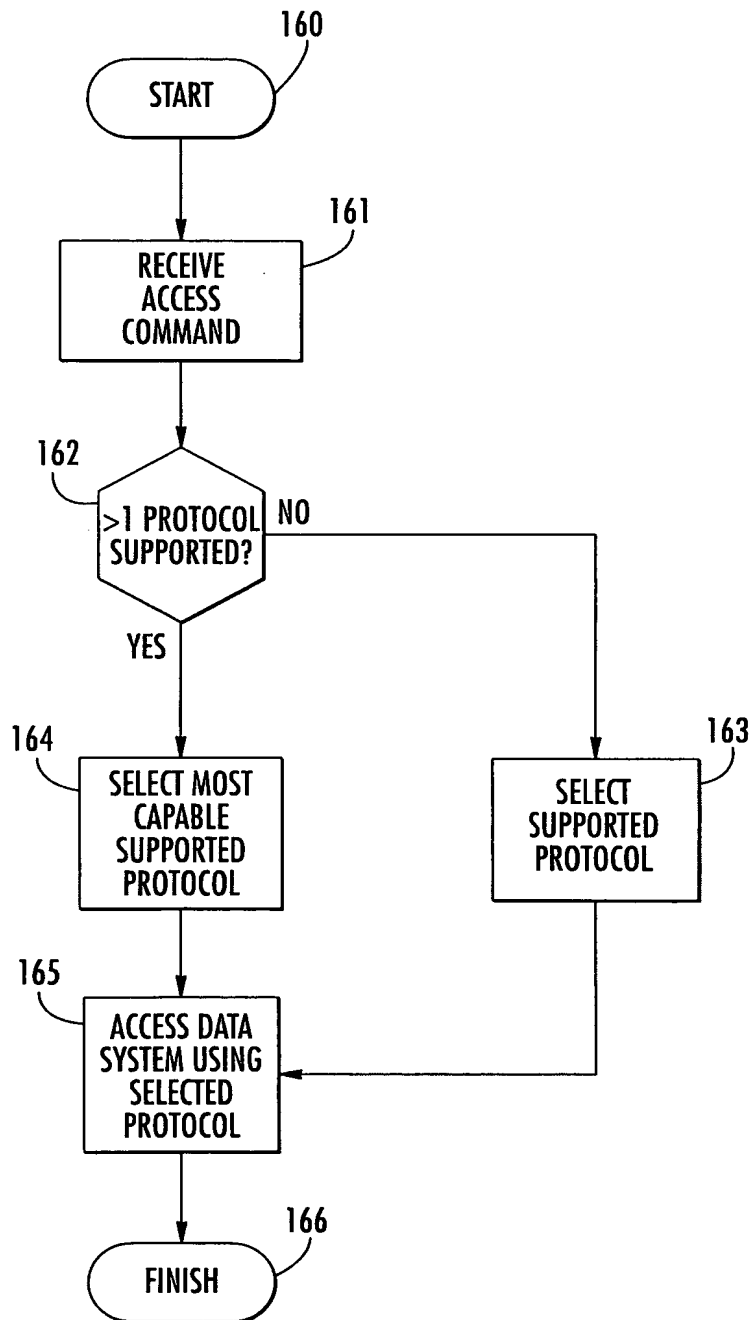 160
START
161
RECEIVE
ACCESS
COMMAND
162
>1 PROTOCOL
SUPPORTED?
NO
YES
164
SELECT MOST
CAPABLE
SUPPORTED
PROTOCOL
163
SELECT
SUPPORTED
PROTOCOL
165
ACCESS DATA
SYSTEM USING
SELECTED
PROTOCOL
166
FINISH